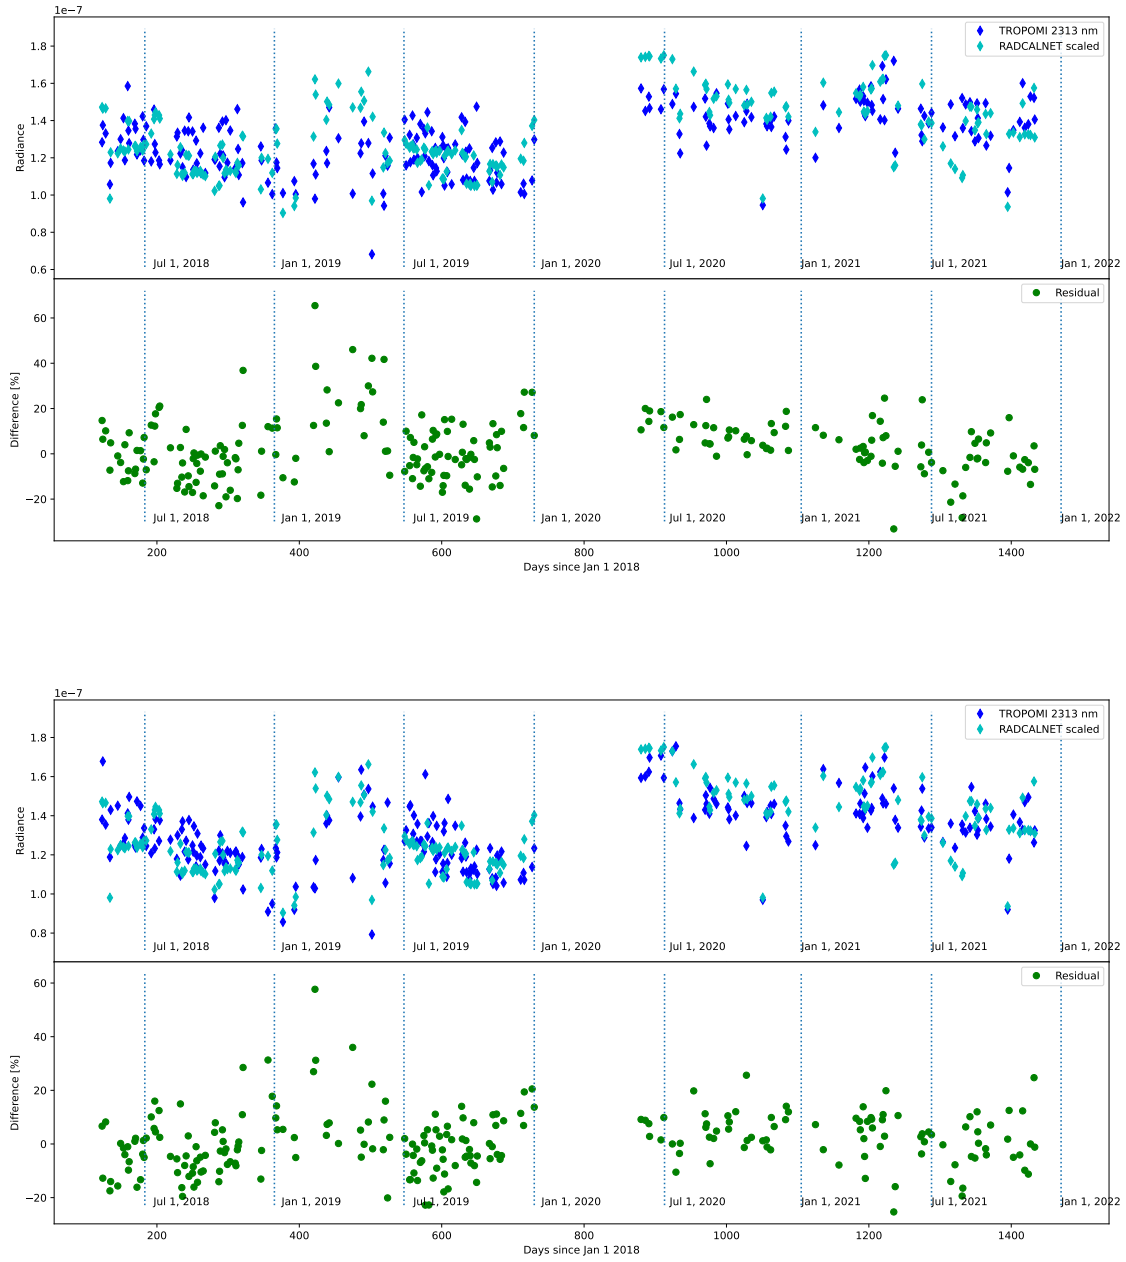 1e−7
TROPOMI 2313 nm
RADCALNET scaled
1.8
1.6
1.4
1.2
1.0
0.8
0.6
Radiance
Jul 1, 2018
Jan 1, 2019
Jul 1, 2019
Jan 1, 2020
Jul 1, 2020
Jan 1, 2021
Jul 1, 2021
Jan 1, 2022
Residual
60
40
20
0
−20
Difference [%]
Jul 1, 2018
Jan 1, 2019
Jul 1, 2019
Jan 1, 2020
Jul 1, 2020
Jan 1, 2021
Jul 1, 2021
Jan 1, 2022
200 400 600 800 1000 1200 1400
Days since Jan 1 2018
1e−7
TROPOMI 2313 nm
RADCALNET scaled
1.8
1.6
1.4
1.2
1.0
0.8
Radiance
Jul 1, 2018
Jan 1, 2019
Jul 1, 2019
Jan 1, 2020
Jul 1, 2020
Jan 1, 2021
Jul 1, 2021
Jan 1, 2022
Residual
60
40
20
0
−20
Difference [%]
Jul 1, 2018
Jan 1, 2019
Jul 1, 2019
Jan 1, 2020
Jul 1, 2020
Jan 1, 2021
Jul 1, 2021
Jan 1, 2022
200 400 600 800 1000 1200 1400
Days since Jan 1 2018